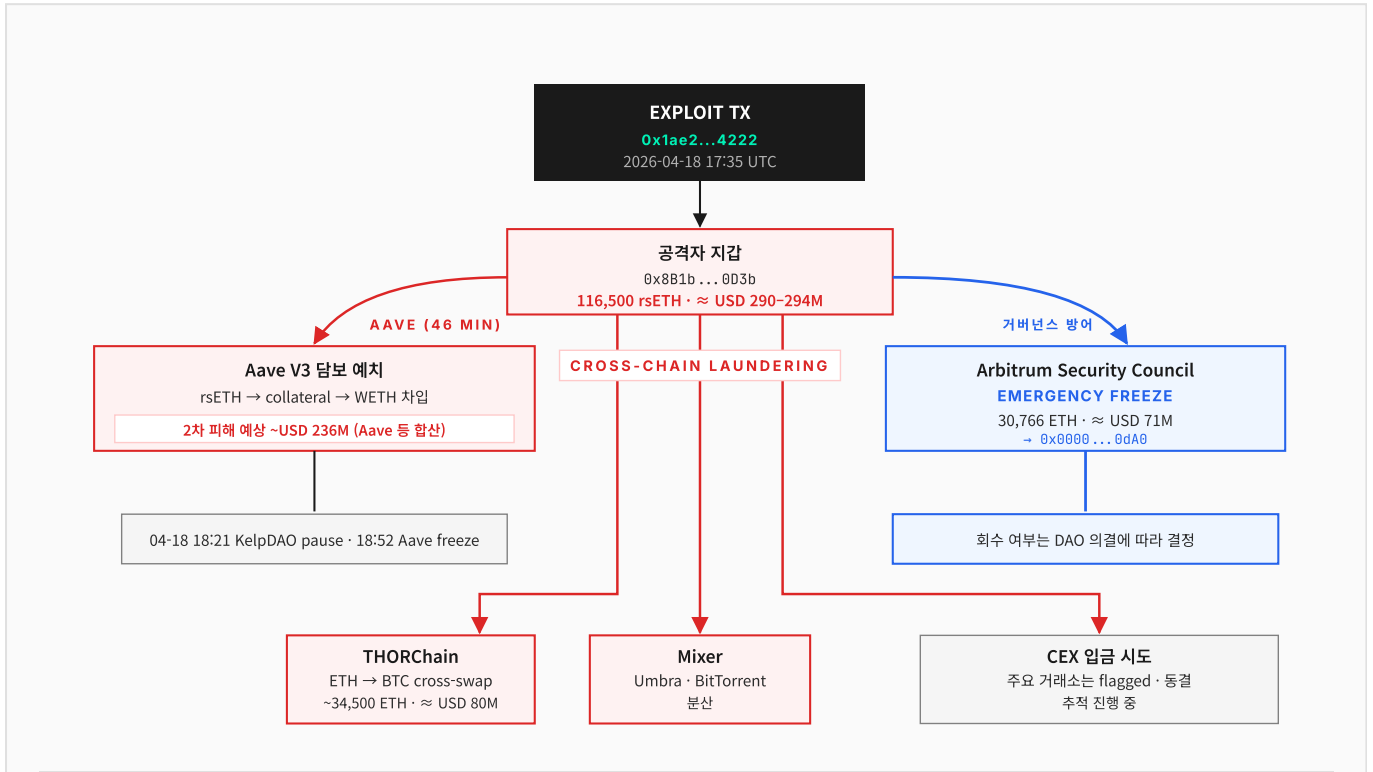 EXPLOIT TX
0x1ae2...4222
2026-04-18 17:35 UTC
공격자 지갑
0x8B1b...0D3b
116,500 rsETH · ≈ USD 290–294M
AAVE (46 MIN)
거버넌스 방어
Aave V3 담보 예치
rsETH → collateral → WETH 차입
2차 피해 예상 ~USD 236M (Aave 등 합산)
CROSS-CHAIN LAUNDERING
Arbitrum Security Council
EMERGENCY FREEZE
30,766 ETH · ≈ USD 71M
→ 0x0000...0dA0
04-18 18:21 KelpDAO pause · 18:52 Aave freeze
회수 여부는 DAO 의결에 따라 결정
THORChain
ETH → BTC cross-swap
~34,500 ETH · ≈ USD 80M
Mixer
Umbra · BitTorrent
분산
CEX 입금 시도
주요 거래소는 flagged · 동결
추적 진행 중